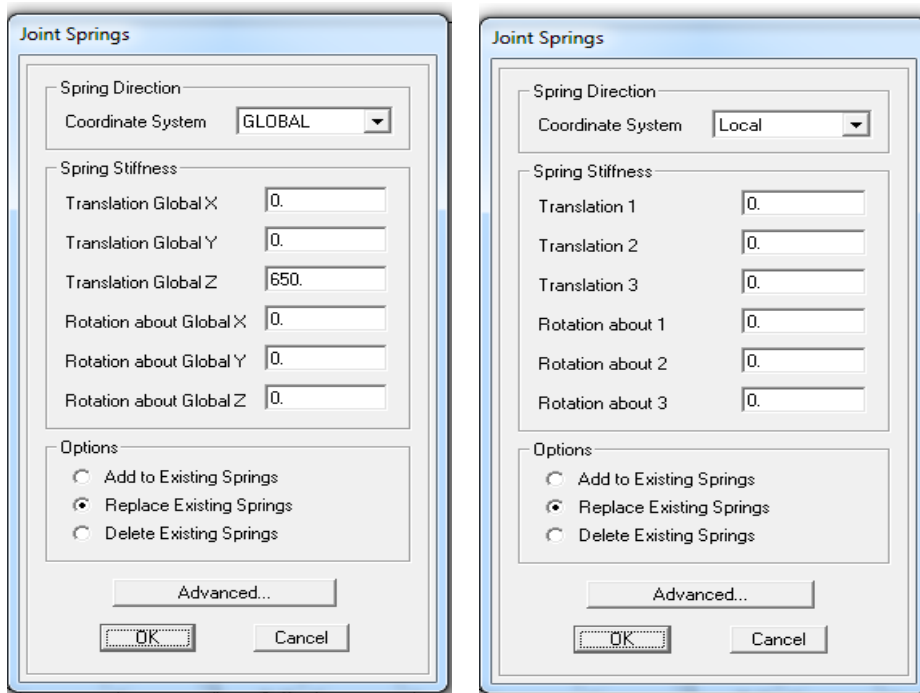 Joint Springs
Spring Direction
Coordinate System GLOBAL
Spring Stiffness
Translation Global X 0.
Translation Global Y 0.
Translation Global Z 650.
Rotation about Global X 0.
Rotation about Global Y 0.
Rotation about Global Z 0.
Options
Add to Existing Springs
Replace Existing Springs
Delete Existing Springs
Advanced...
OK Cancel
Joint Springs
Spring Direction
Coordinate System Local
Spring Stiffness
Translation 1 0.
Translation 2 0.
Translation 3 0.
Rotation about 1 0.
Rotation about 2 0.
Rotation about 3 0.
Options
Add to Existing Springs
Replace Existing Springs
Delete Existing Springs
Advanced...
OK Cancel